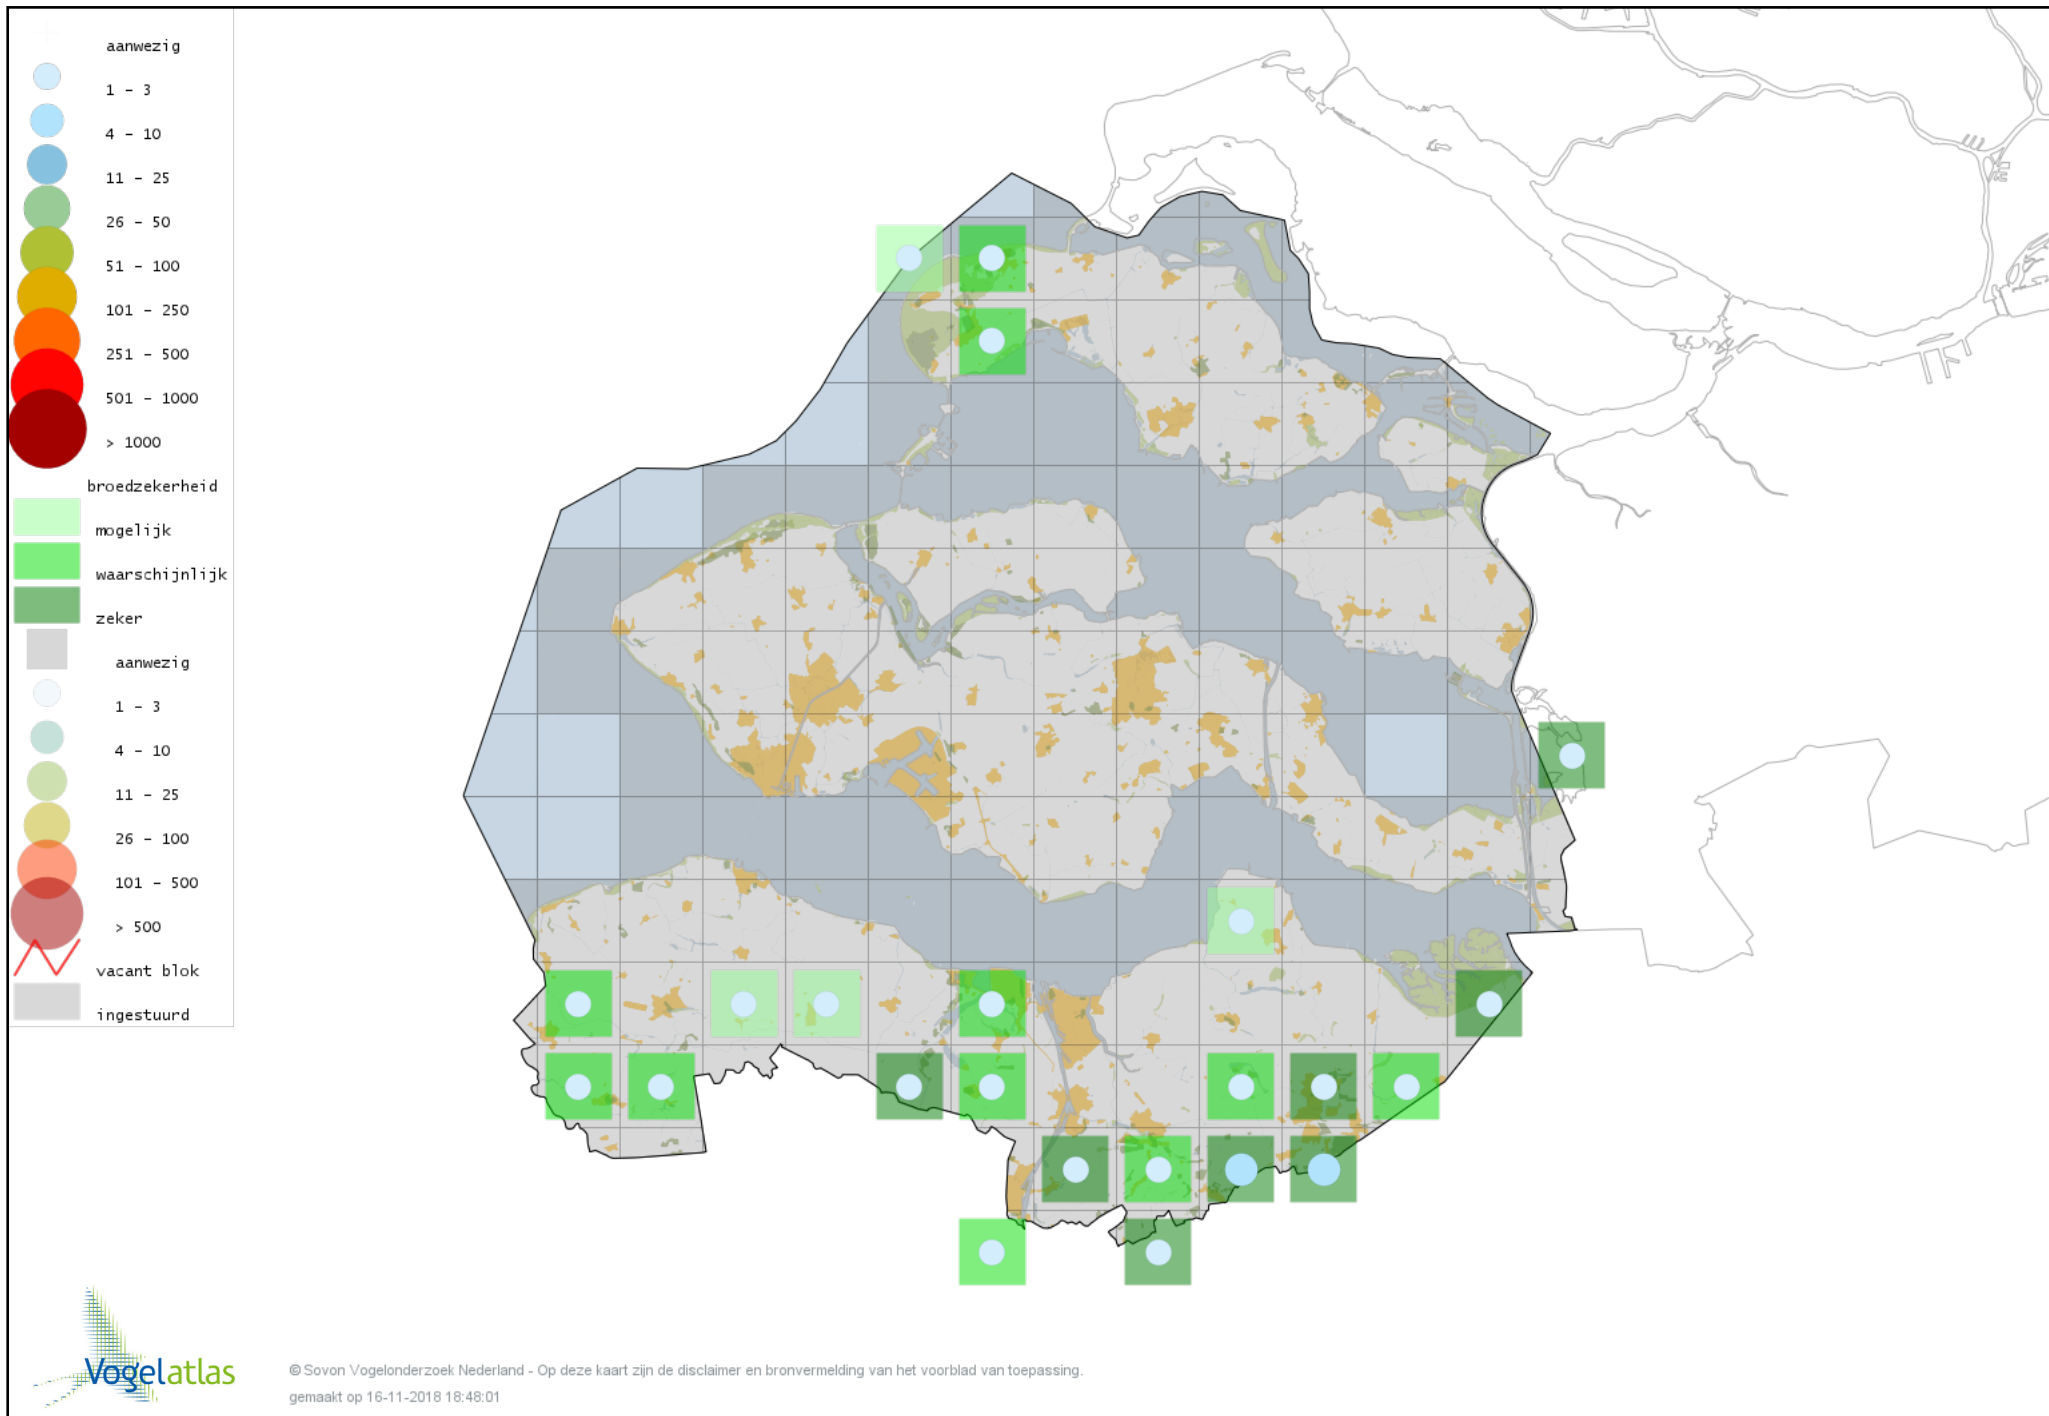 aanwezig
1 - 3
4 - 10
11 - 25
26 - 50
51 - 100
101 - 250
251 - 500
501 - 1000
> 1000
broedzekerheid
mogelijk
waarschijnlijk
zeker
aanwezig
1 - 3
4 - 10
11 - 25
26 - 100
101 - 500
> 500
vacant blok
ingestuurd
Vogelatlas
© Sovon Vogelonderzoek Nederland - Op deze kaart zijn de disclaimer en bronvermelding van het voorblad van toepassing.
gemaakt op 16-11-2018 18:48:01